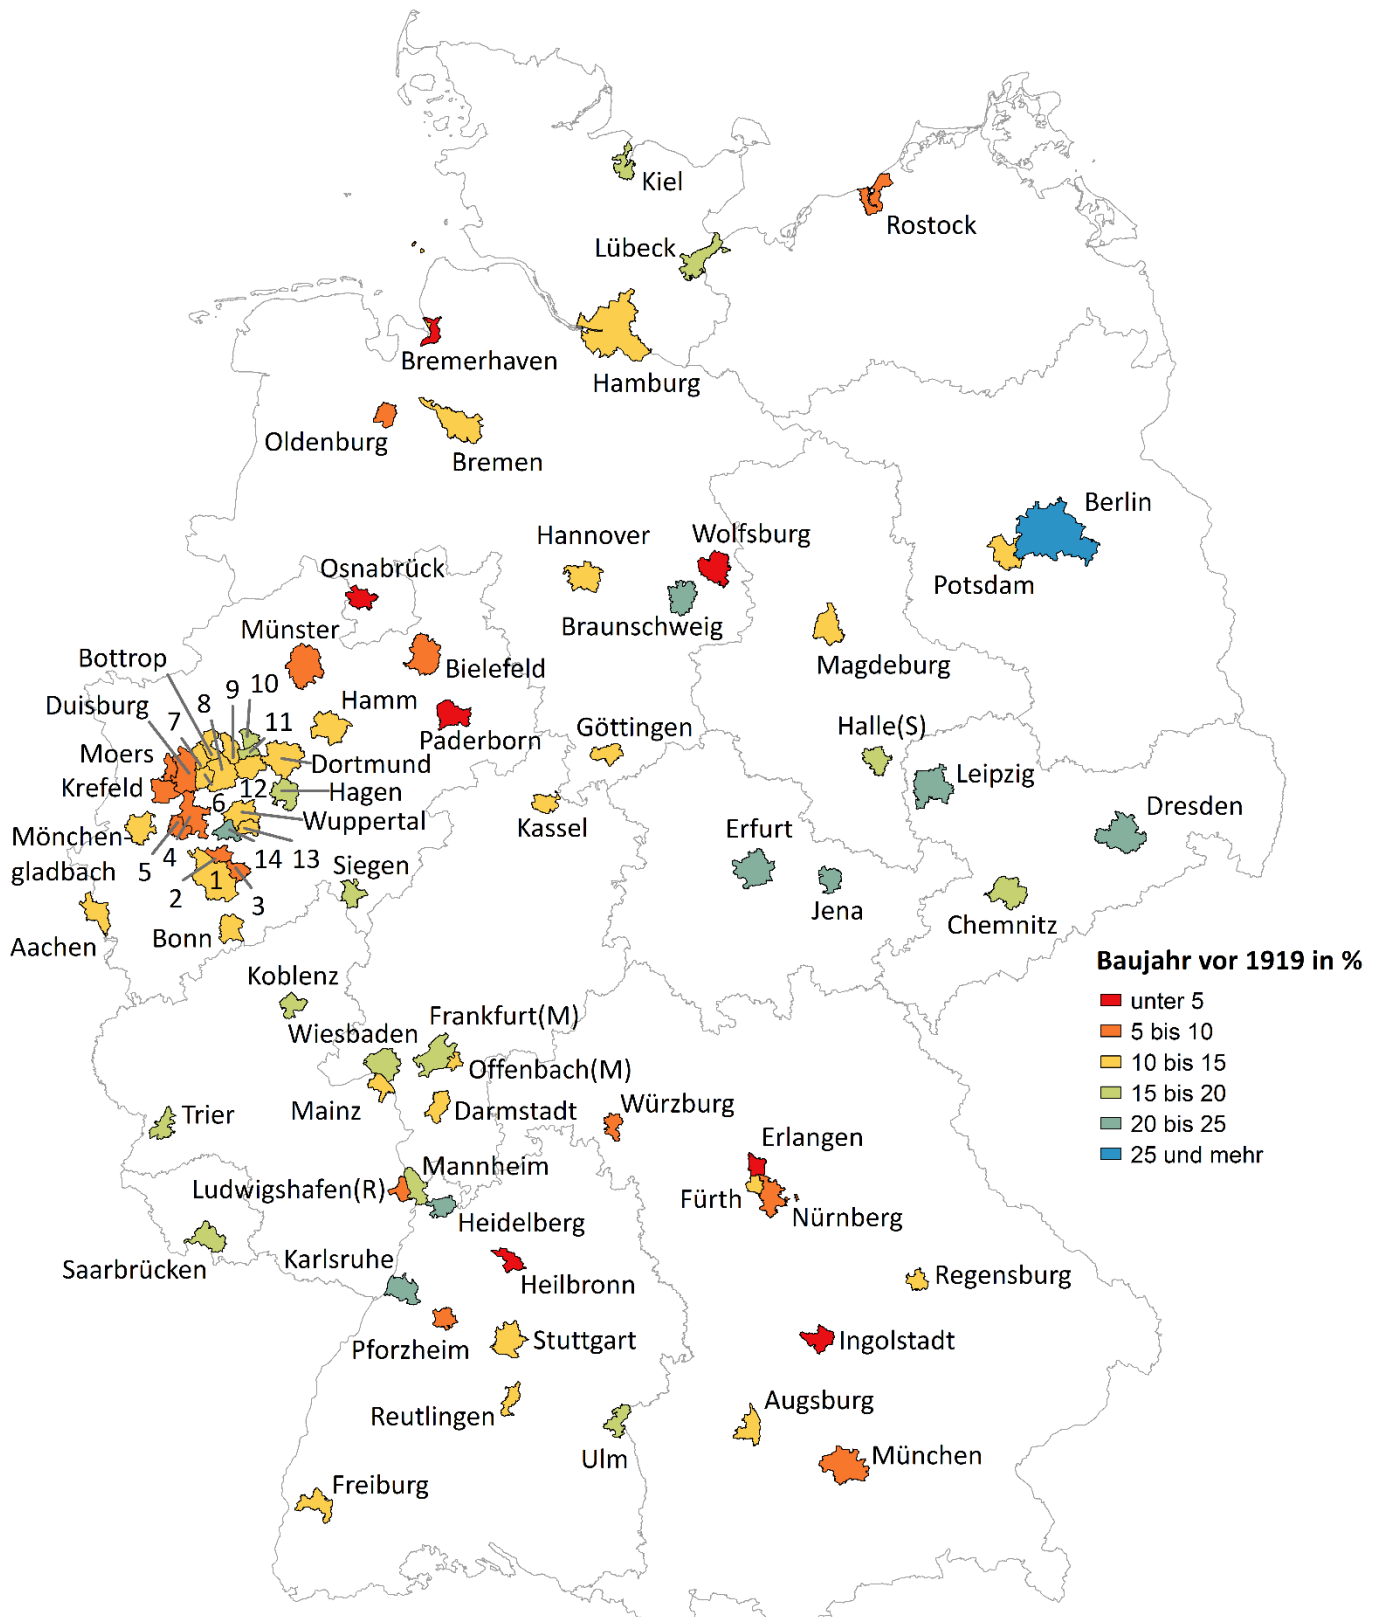 Kiel
Rostock
Lübeck
Bremerhaven
Hamburg
Oldenburg
Bremen
Berlin
Hannover
Wolfsburg
Osnabrück
Potsdam
Braunschweig
Münster
Bottrop
Bielefeld
Magdeburg
8
9
10
Duisburg
7
11
Hamm
Göttingen
Halle(S)
Moers
Paderborn
Dortmund
Leipzig
Krefeld
6
12
Hagen
Dresden
Wuppertal
Kassel
Erfurt
Mönchen-
gladbach
5
4
14
13
Siegen
2
1
3
Jena
Chemnitz
Aachen
Bonn
Koblenz
Baujahr vor 1919 in %
unter 5
5 bis 10
10 bis 15
15 bis 20
20 bis 25
25 und mehr
Wiesbaden
Frankfurt(M)
Offenbach(M)
Mainz
Darmstadt
Würzburg
Trier
Erlangen
Mannheim
Ludwigshafen(R)
Fürth
Nürnberg
Heidelberg
Saarbrücken
Karlsruhe
Heilbronn
Regensburg
Pforzheim
Stuttgart
Ingolstadt
Reutlingen
Augsburg
Ulm
München
Freiburg